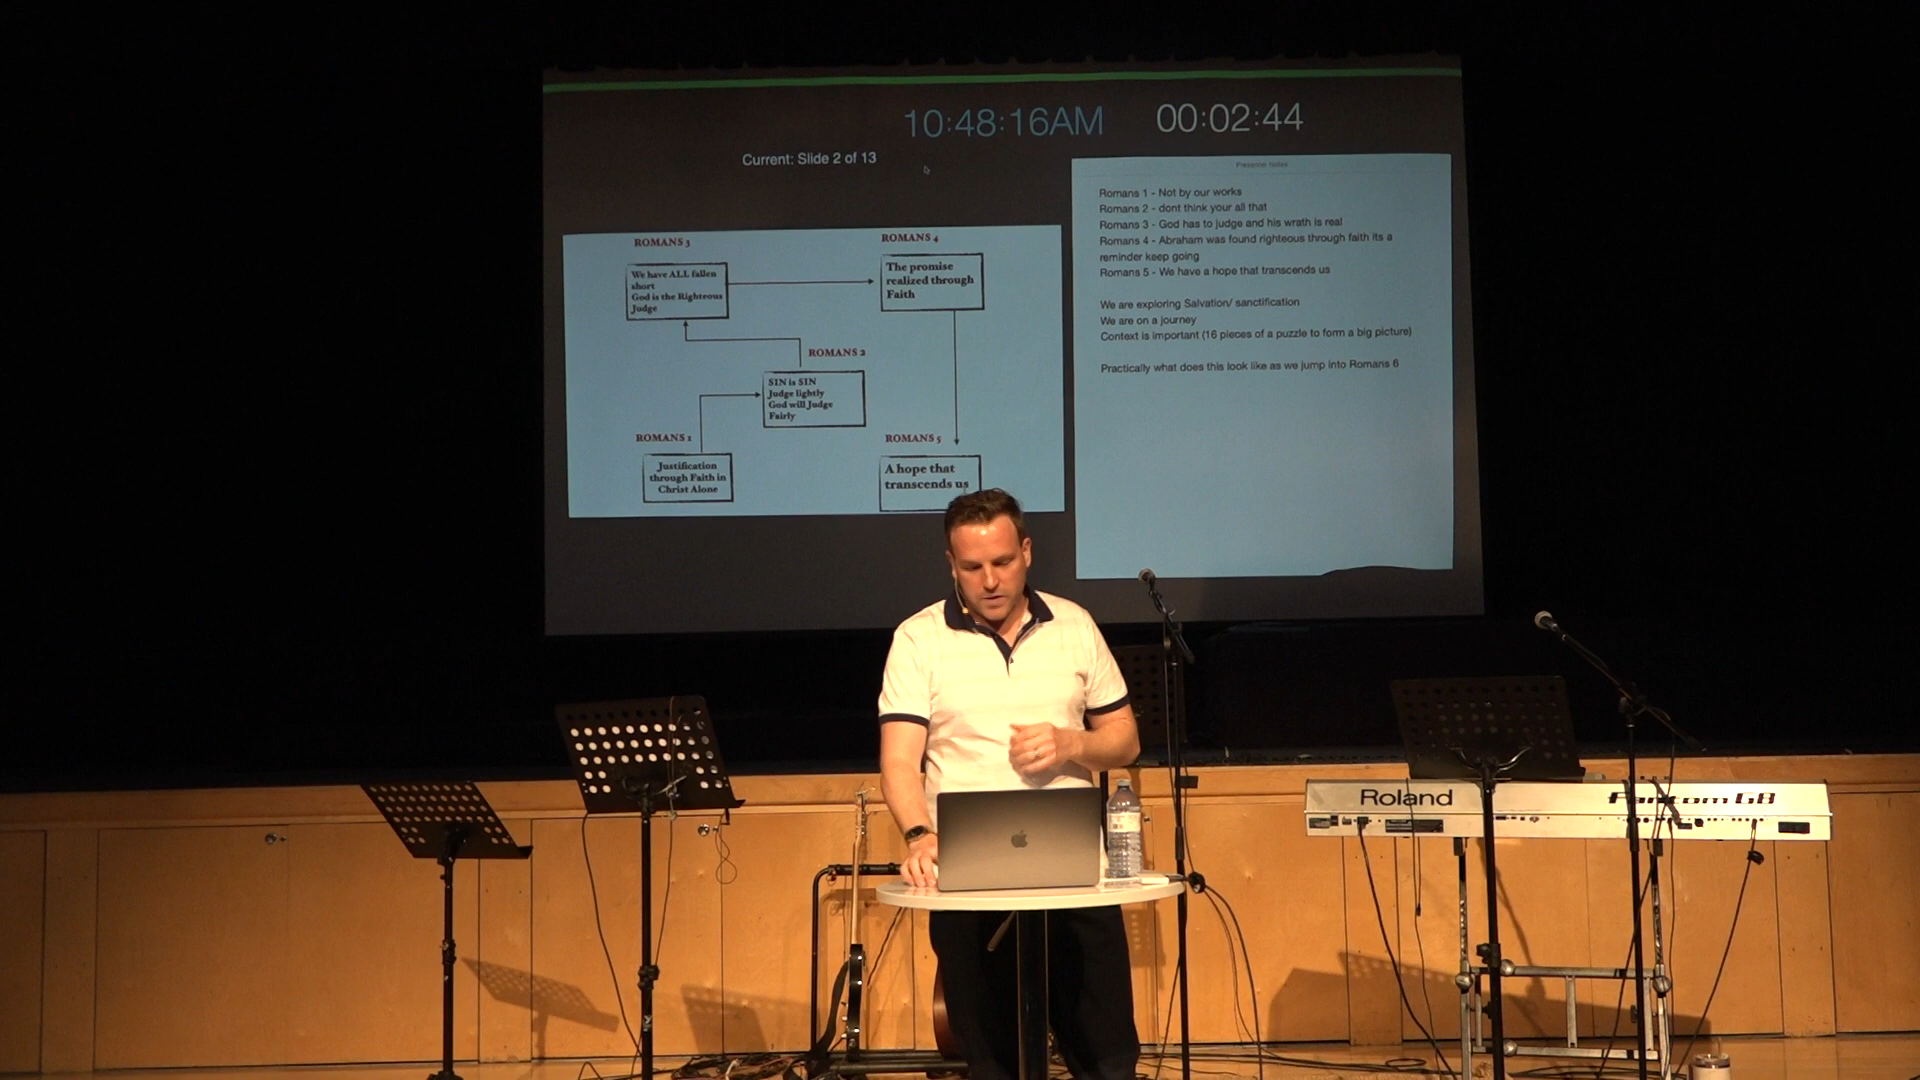 10:48:16AM
00:02:44
Current: Slide 2 of 13
ROMANS 3
We have ALL fallen
short
God is the Righteous
Judge
ROMANS 4
The promise
realized through
Faith
ROMANS 2
SIN is SIN
Judge lightly
God will Judge
Fairly
ROMANS 1
Justification
through Faith in
Christ Alone
ROMANS 5
A hope that
transcends us
Presenter Notes
Romans 1 - Not by our works
Romans 2 - dont think your all that
Romans 3 - God has to judge and his wrath is real
Romans 4 - Abraham was found righteous through faith its a
reminder keep going
Romans 5 - We have a hope that transcends us
We are exploring Salvation/ sanctification
We are on a journey
Context is important (16 pieces of a puzzle to form a big picture)
Practically what does this look like as we jump into Romans 6
Roland
Fantom G8